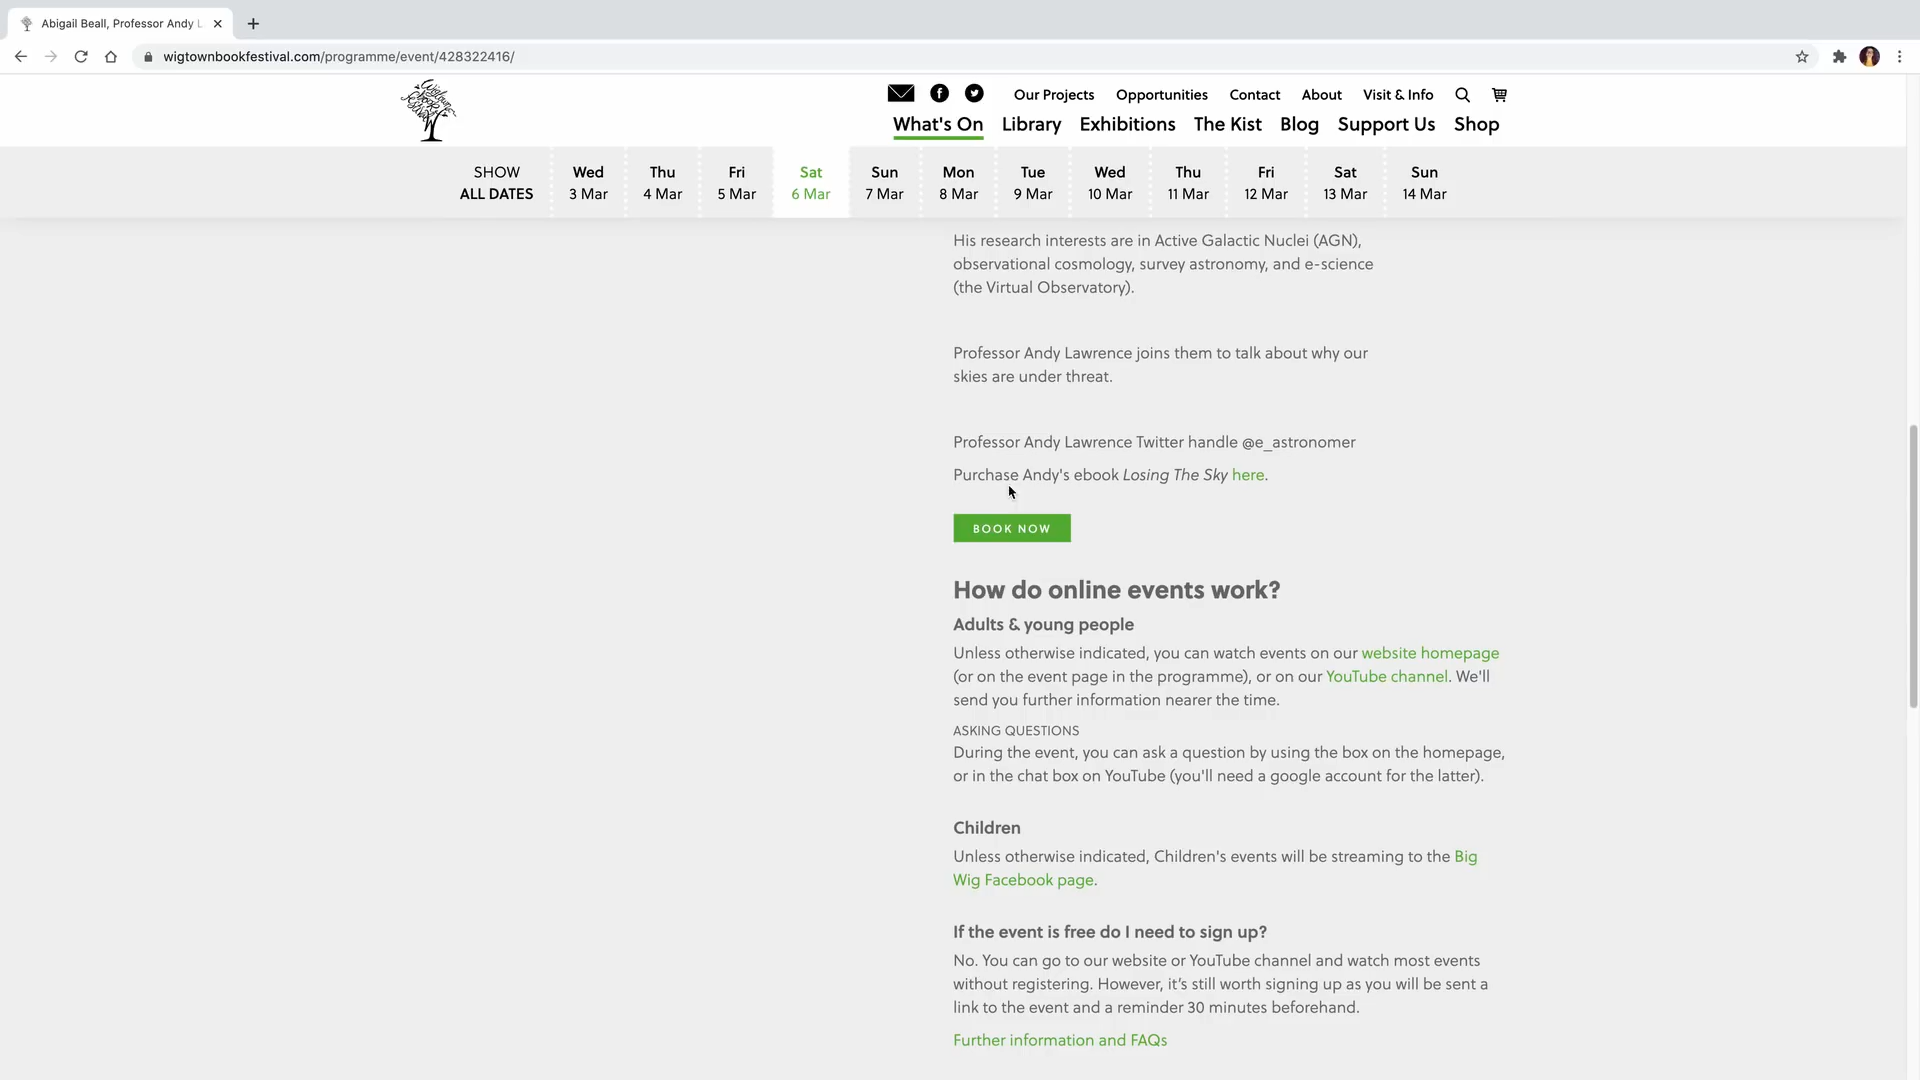 Abigail Beall, Professor Andy L
wigtownbookfestival.com/programme/event/428322416/
Wigtown Book Festival
Our Projects Opportunities Contact About Visit & Info
What's On Library Exhibitions The Kist Blog Support Us Shop
SHOW ALL DATES
Wed 3 Mar
Thu 4 Mar
Fri 5 Mar
Sat 6 Mar
Sun 7 Mar
Mon 8 Mar
Tue 9 Mar
Wed 10 Mar
Thu 11 Mar
Fri 12 Mar
Sat 13 Mar
Sun 14 Mar
His research interests are in Active Galactic Nuclei (AGN),
observational cosmology, survey astronomy, and e-science
(the Virtual Observatory).
Professor Andy Lawrence joins them to talk about why our
skies are under threat.
Professor Andy Lawrence Twitter handle @e_astronomer
Purchase Andy's ebook Losing The Sky here.
BOOK NOW
How do online events work?
Adults & young people
Unless otherwise indicated, you can watch events on our website homepage
(or on the event page in the programme), or on our YouTube channel. We'll
send you further information nearer the time.
ASKING QUESTIONS
During the event, you can ask a question by using the box on the homepage,
or in the chat box on YouTube (you'll need a google account for the latter).
Children
Unless otherwise indicated, Children's events will be streaming to the Big
Wig Facebook page.
If the event is free do I need to sign up?
No. You can go to our website or YouTube channel and watch most events
without registering. However, it’s still worth signing up as you will be sent a
link to the event and a reminder 30 minutes beforehand.
Further information and FAQs